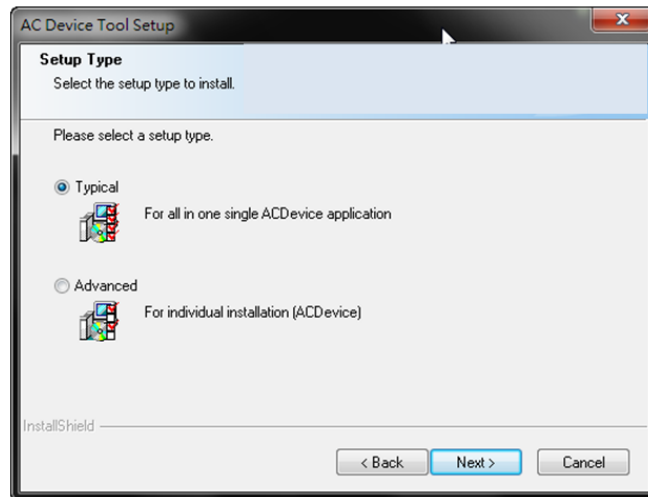 AC Device Tool Setup
Setup Type
Select the setup type to install.
Please select a setup type.
Typical
For all in one single ACDevice application
Advanced
For individual installation (ACDevice)
InstallShield
< Back
Next >
Cancel